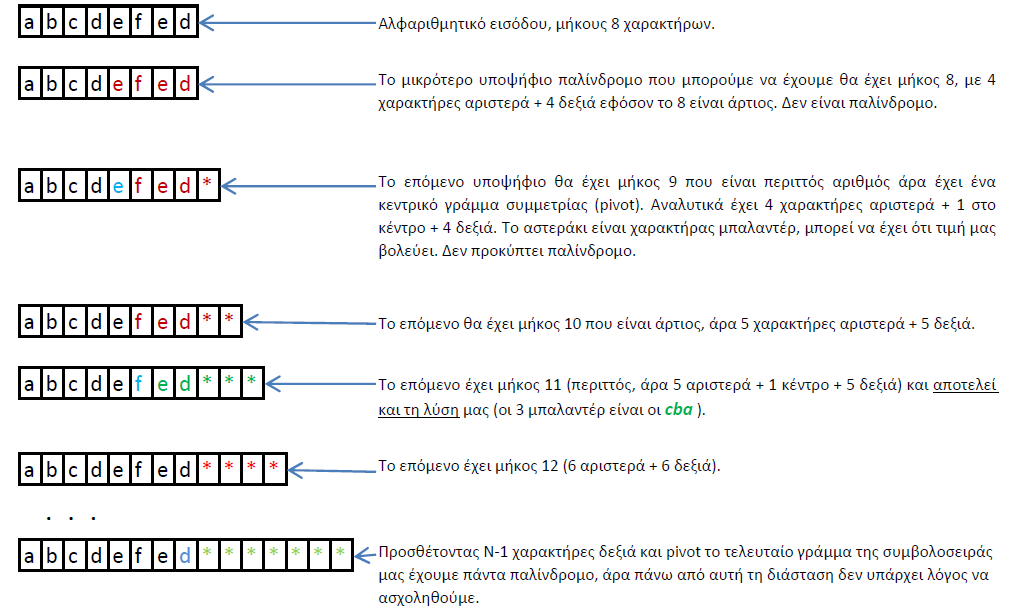 a b c d e f e d
Αλφαριθμητικό εισόδου, μήκους 8 χαρακτήρων.
a b c d e f e d
Το μικρότερο υποψήφιο παλίνδρομο που μπορούμε να έχουμε θα έχει μήκος 8, με 4
χαρακτήρες αριστερά + 4 δεξιά εφόσον το 8 είναι άρτιος. Δεν είναι παλίνδρομο.
a b c d e f e d *
Το επόμενο υποψήφιο θα έχει μήκος 9 που είναι περιττός αριθμός άρα έχει ένα
κεντρικό γράμμα συμμετρίας (pivot). Αναλυτικά έχει 4 χαρακτήρες αριστερά + 1 στο
κέντρο + 4 δεξιά. Το αστεράκι είναι χαρακτήρας μπαλαντέρ, μπορεί να έχει ότι τιμή μας
βολεύει. Δεν προκύπτει παλίνδρομο.
a b c d e f e d * *
Το επόμενο θα έχει μήκος 10 που είναι άρτιος, άρα 5 χαρακτήρες αριστερά + 5 δεξιά.
a b c d e f e d * * *
Το επόμενο έχει μήκος 11 (περιττός, άρα 5 αριστερά + 1 κέντρο + 5 δεξιά) και αποτελεί
και τη λύση μας (οι 3 μπαλαντέρ είναι οι cba ).
a b c d e f e d * * * *
Το επόμενο έχει μήκος 12 (6 αριστερά + 6 δεξιά).
. . .
a b c d e f e d * * * * * * *
Προσθέτοντας N-1 χαρακτήρες δεξιά και pivot το τελευταίο γράμμα της συμβολοσειράς
μας έχουμε πάντα παλίνδρομο, άρα πάνω από αυτή τη διάσταση δεν υπάρχει λόγος να
ασχοληθούμε.